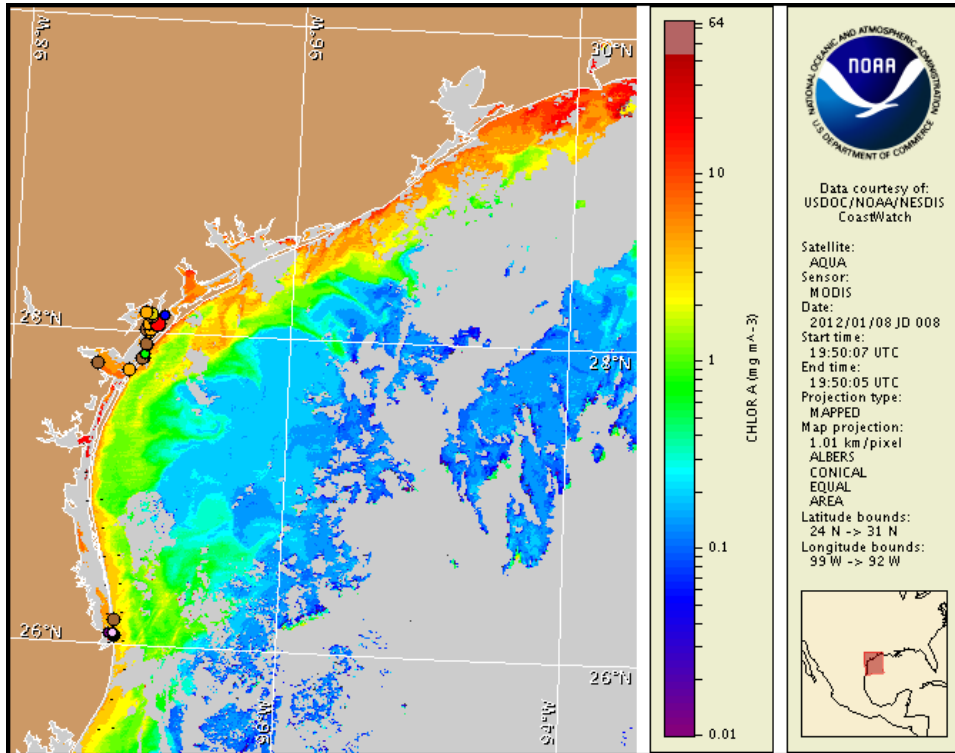 98°W
96°W
30°N
28°N
28°N
26°N
26°N
96°W
94°W
64
10
1
0.1
0.01
CHLOR A (mg m^-3)
NATIONAL OCEANIC AND ATMOSPHERIC ADMINISTRATION
NOAA
U.S. DEPARTMENT OF COMMERCE
Data courtesy of:
USDOC/NOAA/NESDIS
CoastWatch
Satellite:
AQUA
Sensor:
MODIS
Date:
2012/01/08 JD 008
Start time:
19:50:07 UTC
End time:
19:50:05 UTC
Projection type:
MAPPED
Map projection:
1.01 km/pixel
ALBERS
CONICAL
EQUAL
AREA
Latitude bounds:
24 N -> 31 N
Longitude bounds:
99 W -> 92 W